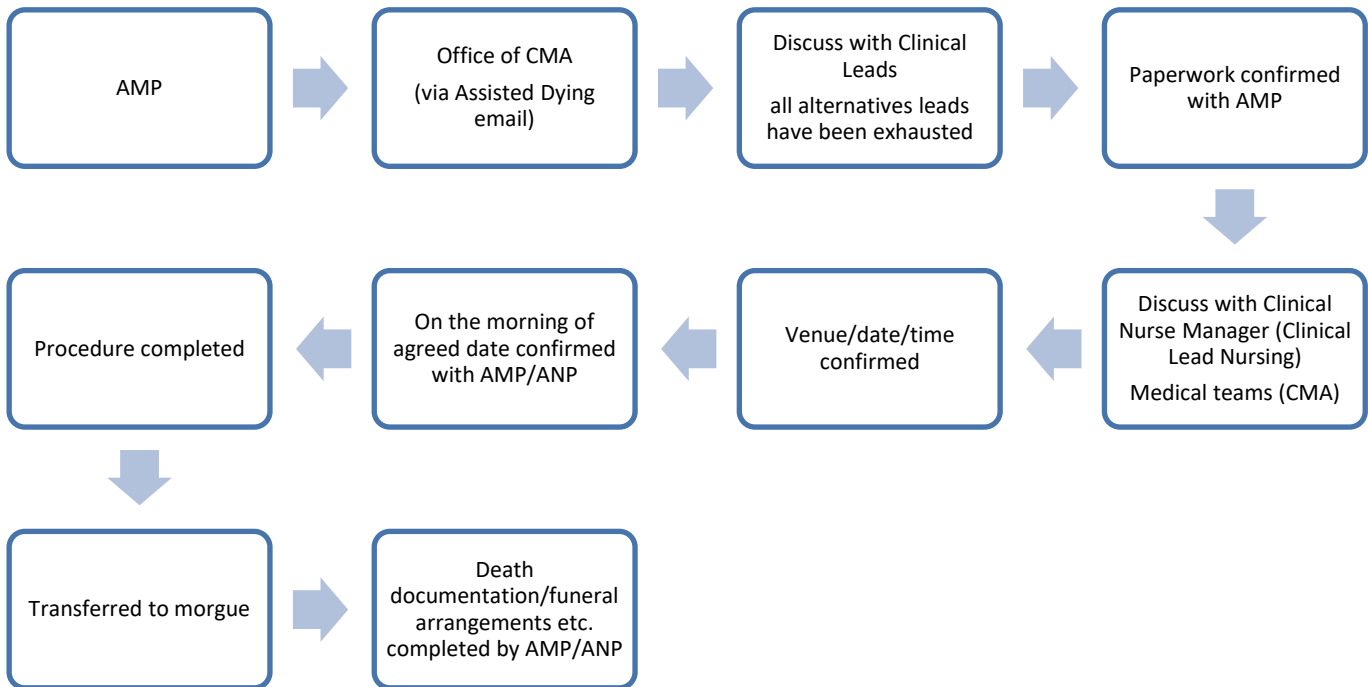 AMP
Office of CMA
(via Assisted Dying
email)
Discuss with Clinical
Leads
all alternatives leads
have been exhausted
Paperwork confirmed
with AMP
Discuss with Clinical
Nurse Manager (Clinical
Lead Nursing)
Medical teams (CMA)
Venue/date/time
confirmed
On the morning of
agreed date confirmed
with AMP/ANP
Procedure completed
Transferred to morgue
Death
documentation/funeral
arrangements etc.
completed by AMP/ANP